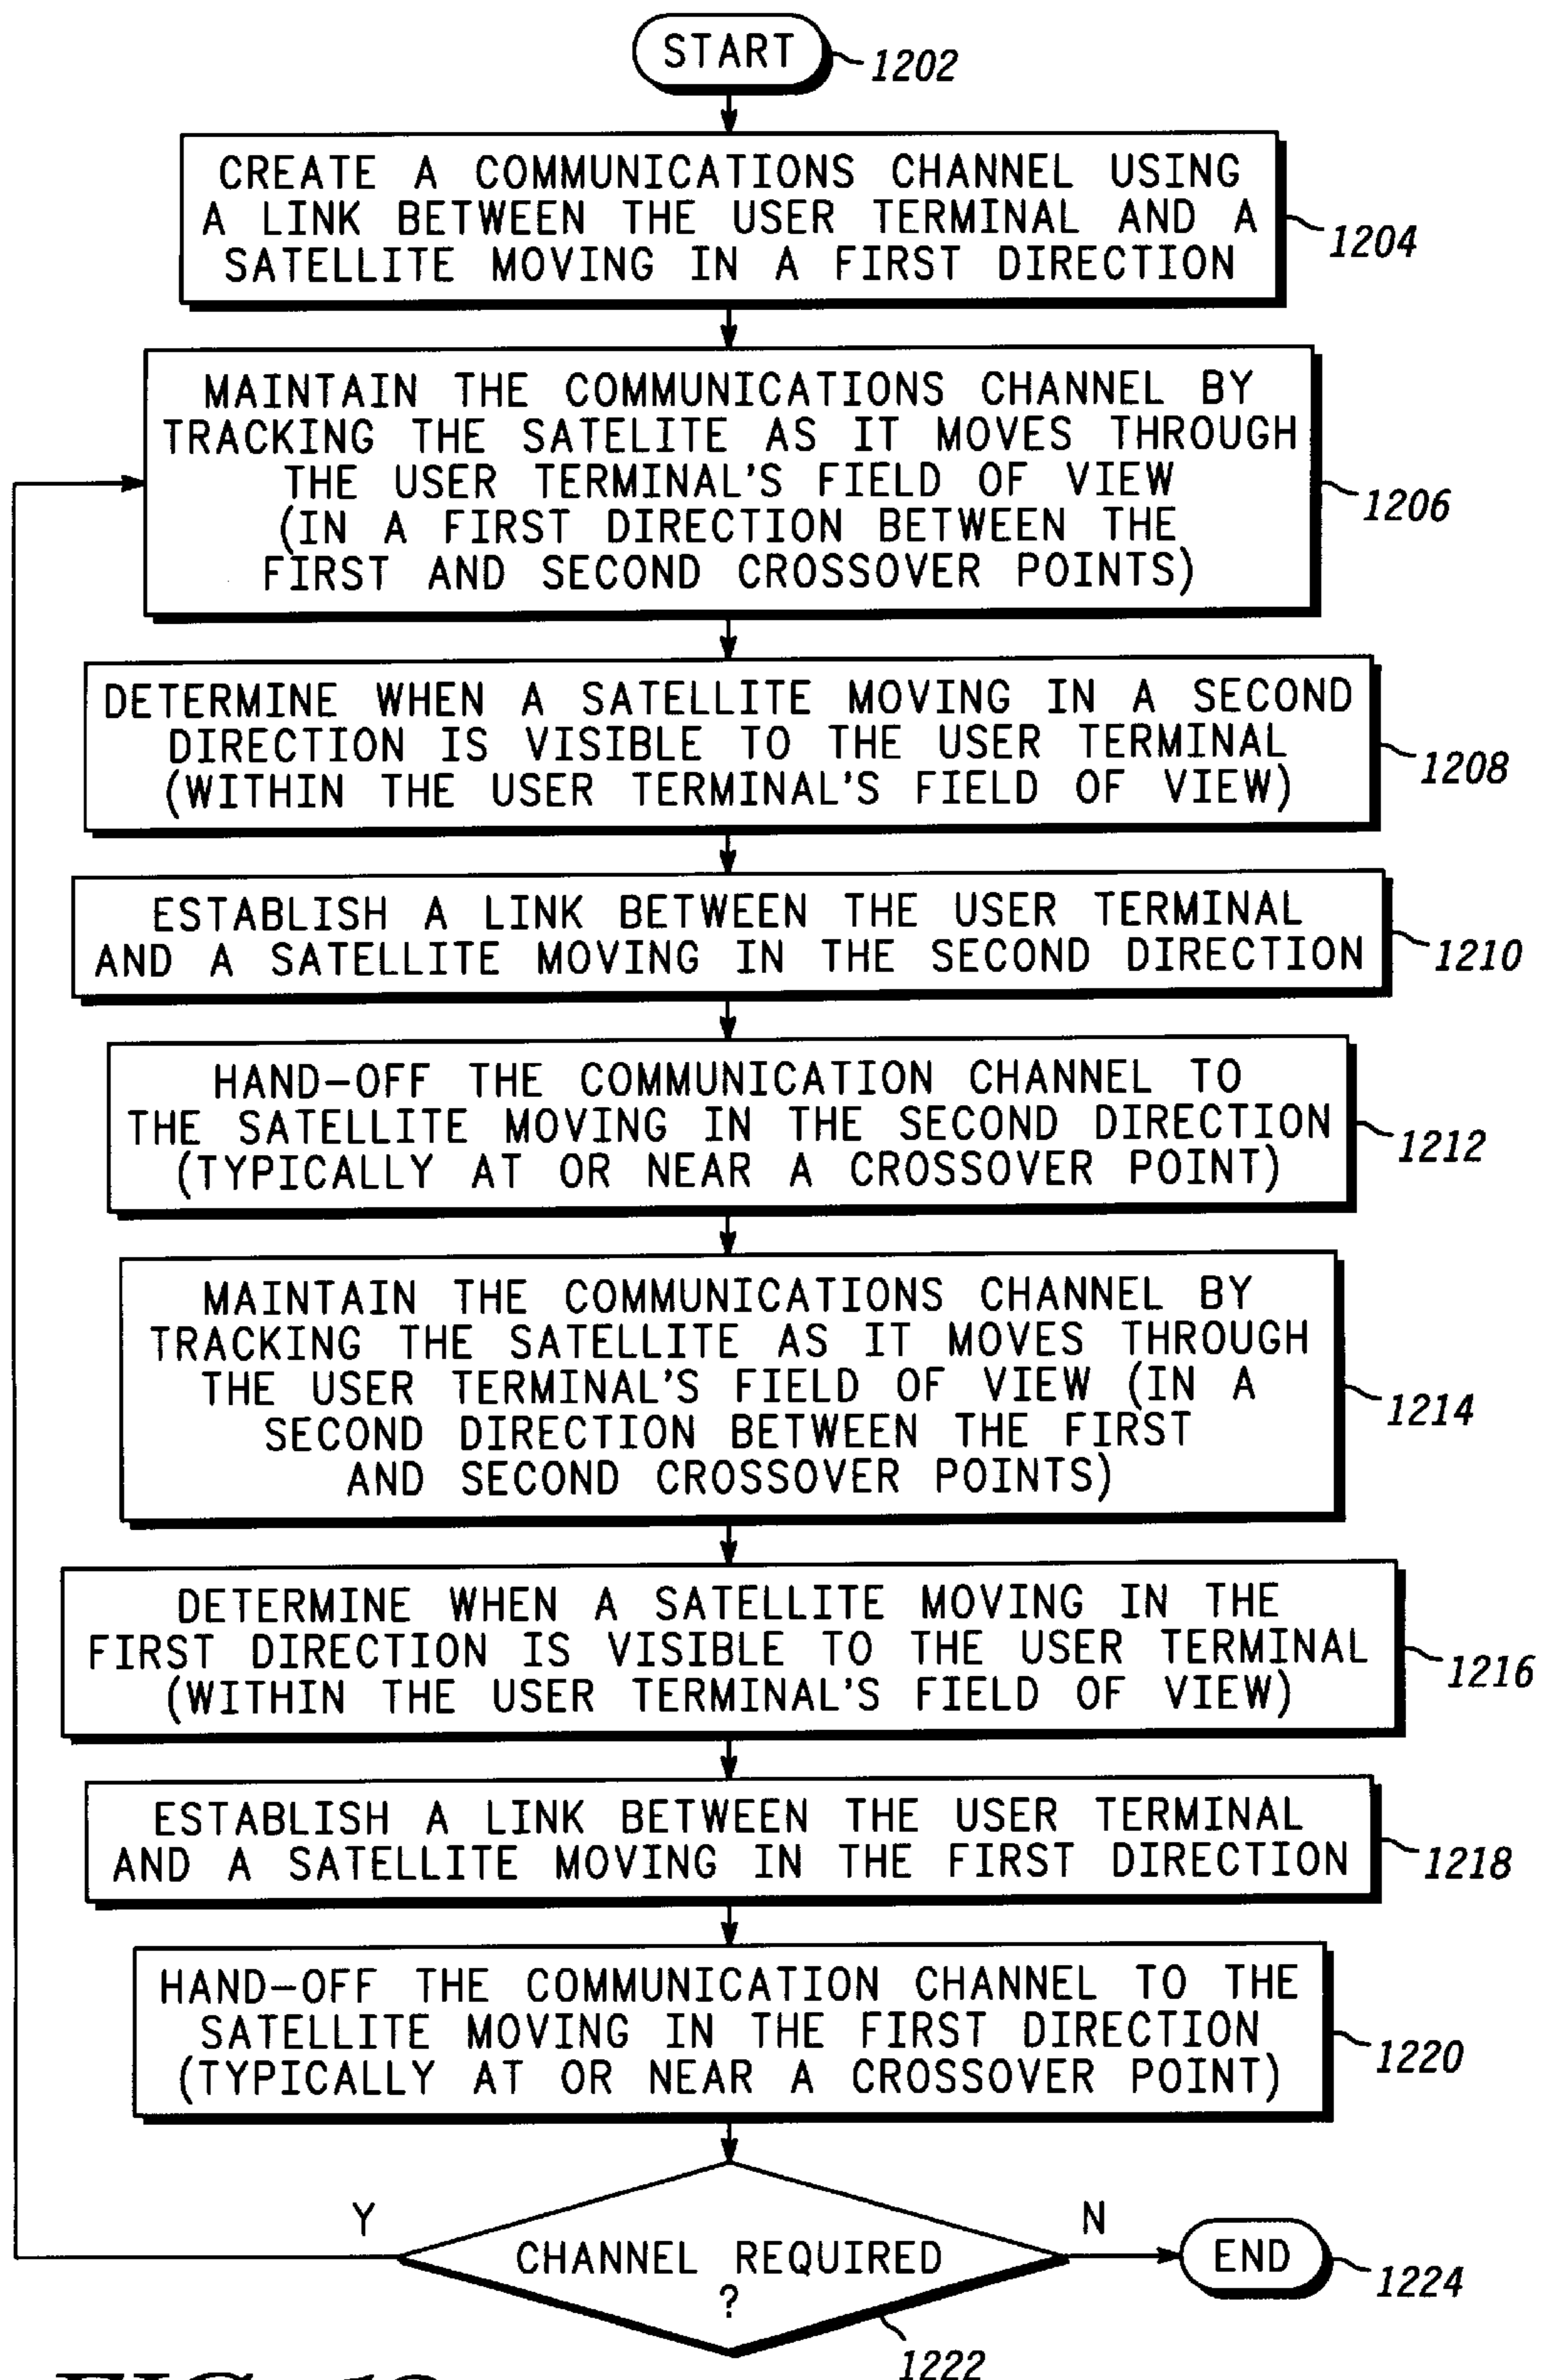 START
1202
CREATE A COMMUNICATIONS CHANNEL USING
A LINK BETWEEN THE USER TERMINAL AND A
SATELLITE MOVING IN A FIRST DIRECTION
1204
MAINTAIN THE COMMUNICATIONS CHANNEL BY
TRACKING THE SATELITE AS IT MOVES THROUGH
THE USER TERMINAL'S FIELD OF VIEW
(IN A FIRST DIRECTION BETWEEN THE
FIRST AND SECOND CROSSOVER POINTS)
1206
DETERMINE WHEN A SATELLITE MOVING IN A SECOND
DIRECTION IS VISIBLE TO THE USER TERMINAL
(WITHIN THE USER TERMINAL'S FIELD OF VIEW)
1208
ESTABLISH A LINK BETWEEN THE USER TERMINAL
AND A SATELLITE MOVING IN THE SECOND DIRECTION
1210
HAND-OFF THE COMMUNICATION CHANNEL TO
THE SATELLITE MOVING IN THE SECOND DIRECTION
(TYPICALLY AT OR NEAR A CROSSOVER POINT)
1212
MAINTAIN THE COMMUNICATIONS CHANNEL BY
TRACKING THE SATELLITE AS IT MOVES THROUGH
THE USER TERMINAL'S FIELD OF VIEW (IN A
SECOND DIRECTION BETWEEN THE FIRST
AND SECOND CROSSOVER POINTS)
1214
DETERMINE WHEN A SATELLITE MOVING IN THE
FIRST DIRECTION IS VISIBLE TO THE USER TERMINAL
(WITHIN THE USER TERMINAL'S FIELD OF VIEW)
1216
ESTABLISH A LINK BETWEEN THE USER TERMINAL
AND A SATELLITE MOVING IN THE FIRST DIRECTION
1218
HAND-OFF THE COMMUNICATION CHANNEL TO THE
SATELLITE MOVING IN THE FIRST DIRECTION
(TYPICALLY AT OR NEAR A CROSSOVER POINT)
1220
Y
N
CHANNEL REQUIRED
?
END
1224
1222